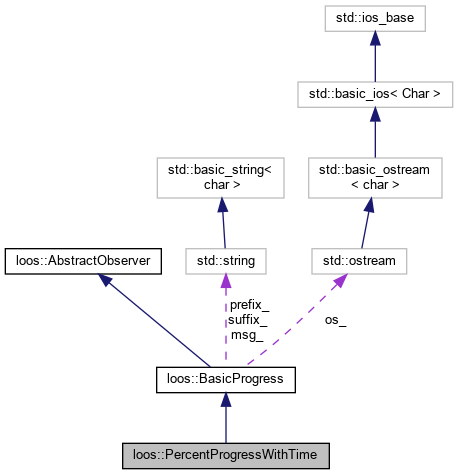 std::ios_base
std::basic_ios< Char >
std::basic_string<
char >
std::basic_ostream
< char >
loos::AbstractObserver
std::string
std::ostream
prefix_
suffix_
msg_
os_
loos::BasicProgress
loos::PercentProgressWithTime